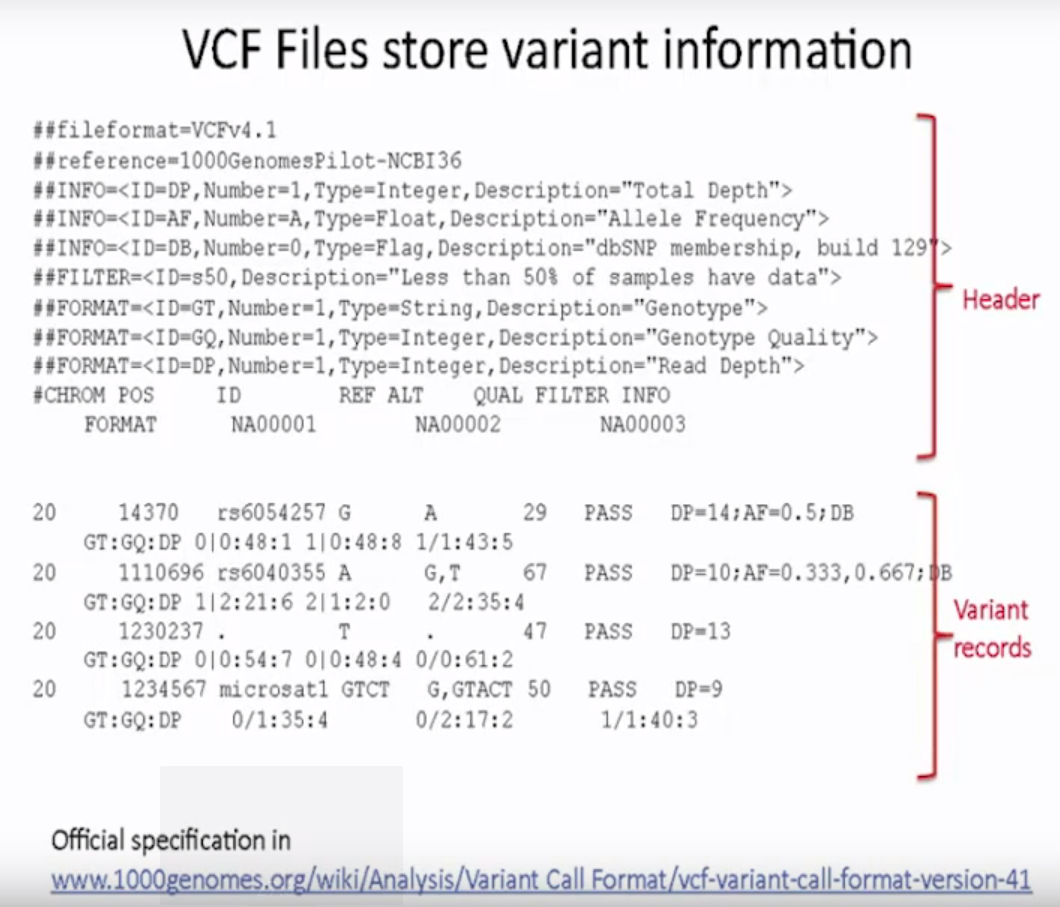 VCF Files store variant information
##fileformat=VCFv4.1
##reference=1000GenomesPilot-NCBI36
##INFO=<ID=DP,Number=1,Type=Integer,Description="Total Depth">
##INFO=<ID=AF,Number=A,Type=Float,Description="Allele Frequency">
##INFO=<ID=DB,Number=0,Type=Flag,Description="dbSNP membership, build 129">
##FILTER=<ID=s50,Description="Less than 50% of samples have data">
##FORMAT=<ID=GT,Number=1,Type=String,Description="Genotype">
##FORMAT=<ID=GQ,Number=1,Type=Integer,Description="Genotype Quality">
##FORMAT=<ID=DP,Number=1,Type=Integer,Description="Read Depth">
#CHROM POS ID REF ALT QUAL FILTER INFO
FORMAT NA00001 NA00002 NA00003
Header
20 14370 rs6054257 G A 29 PASS DP=14;AF=0.5;DB
GT:GQ:DP 0|0:48:1 1|0:48:8 1/1:43:5
20 1110696 rs6040355 A G,T 67 PASS DP=10;AF=0.333,0.667;DB
GT:GQ:DP 1|2:21:6 2|1:2:0 2/2:35:4
20 1230237 . T . 47 PASS DP=13
GT:GQ:DP 0|0:54:7 0|0:48:4 0/0:61:2
20 1234567 microsat1 GTCT G,GTACT 50 PASS DP=9
GT:GQ:DP 0/1:35:4 0/2:17:2 1/1:40:3
Variant
records
Official specification in
www.1000genomes.org/wiki/Analysis/Variant Call Format/vcf-variant-call-format-version-41